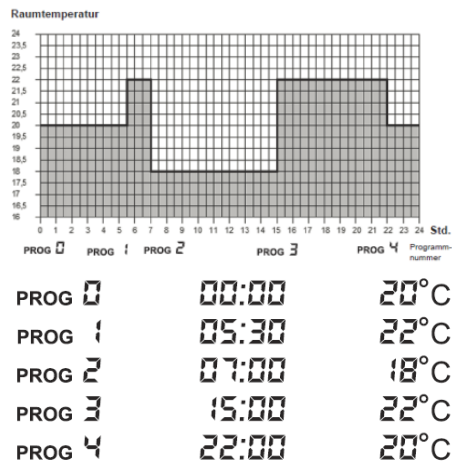 Raumtemperatur
24
23,5
23
22,5
22
21,5
21
20,5
20
19,5
19
18,5
18
17,5
17
16,5
16
0 1 2 3 4 5 6 7 8 9 10 11 12 13 14 15 16 17 18 19 20 21 22 23 24 Std.
PROG 0 PROG 1 PROG 2 PROG 3 PROG 4 Programm-
nummer
PROG 0 00:00 20°C
PROG 1 05:30 22°C
PROG 2 07:00 18°C
PROG 3 15:00 22°C
PROG 4 22:00 20°C